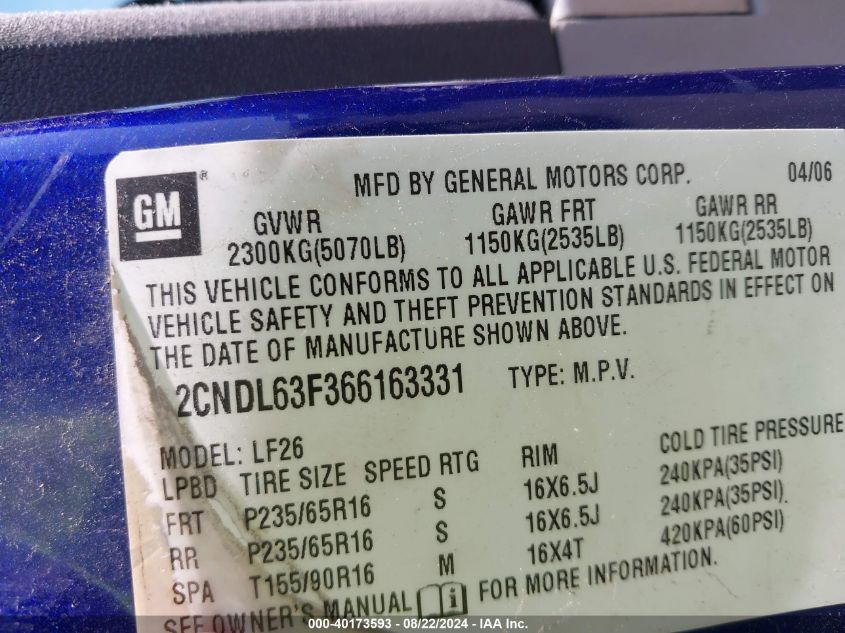 GM ® MFD BY GENERAL MOTORS CORP. 04/06
GVWR GAWR FRT GAWR RR
2300KG(5070LB) 1150KG(2535LB) 1150KG(2535LB)
THIS VEHICLE CONFORMS TO ALL APPLICABLE U.S. FEDERAL MOTOR
VEHICLE SAFETY AND THEFT PREVENTION STANDARDS IN EFFECT ON
THE DATE OF MANUFACTURE SHOWN ABOVE.
2CNDL63F366163331 TYPE: M.P.V.
MODEL: LF26
LPBD TIRE SIZE SPEED RTG RIM COLD TIRE PRESSURE
FRT P235/65R16 S 16X6.5J 240KPA(35PSI)
RR P235/65R16 S 16X6.5J 240KPA(35PSI)
SPA T155/90R16 M 16X4T 420KPA(60PSI)
SEE OWNER'S MANUAL i FOR MORE INFORMATION.
000-40173593 - 08/22/2024 - IAA Inc.